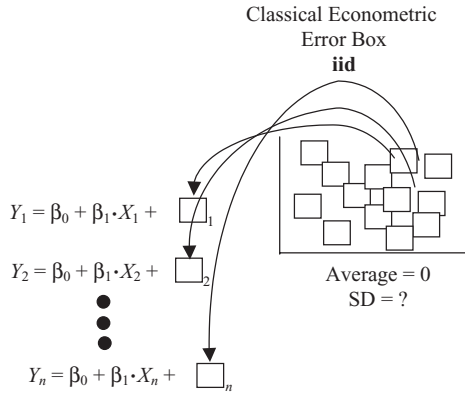 Classical Econometric
Error Box
iid
Y₁ = β₀ + β₁·X₁ + □₁
Y₂ = β₀ + β₁·X₂ + □₂
Yₙ = β₀ + β₁·Xₙ + □ₙ
Average = 0
SD = ?